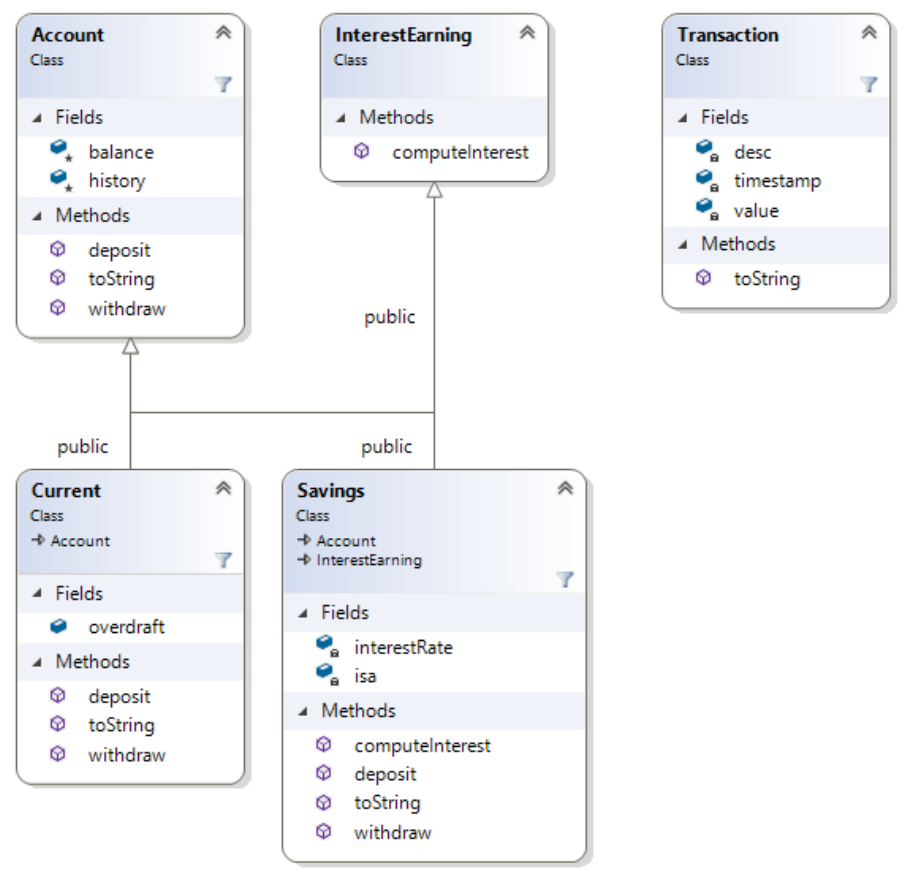 Account
Class
Fields
balance
history
Methods
deposit
toString
withdraw
InterestEarning
Class
Methods
computeInterest
Transaction
Class
Fields
desc
timestamp
value
Methods
toString
public
public
public
Current
Class
Account
Fields
overdraft
Methods
deposit
toString
withdraw
Savings
Class
Account
InterestEarning
Fields
interestRate
isa
Methods
computeInterest
deposit
toString
withdraw